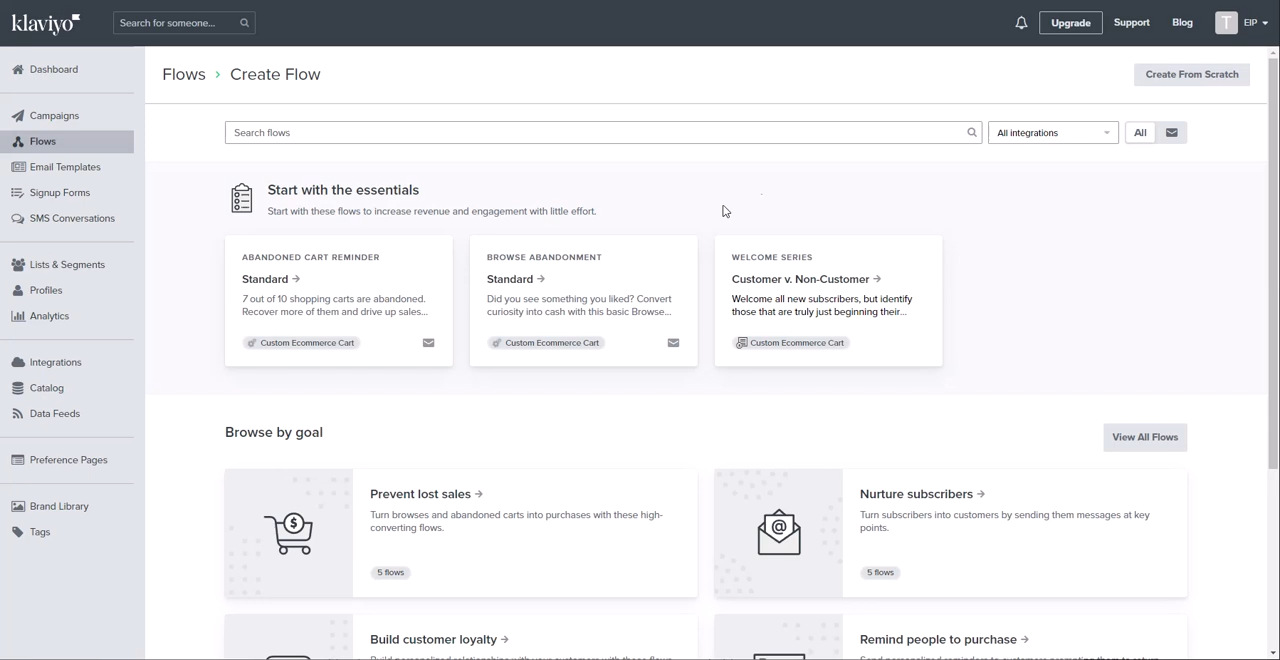 klaviyo
Search for someone...
Upgrade
Support
Blog
T
EIP
Dashboard
Campaigns
Flows
Email Templates
Signup Forms
SMS Conversations
Lists & Segments
Profiles
Analytics
Integrations
Catalog
Data Feeds
Preference Pages
Brand Library
Tags
Flows › Create Flow
Create From Scratch
Search flows
All integrations
All
Start with the essentials
Start with these flows to increase revenue and engagement with little effort.
ABANDONED CART REMINDER
Standard →
7 out of 10 shopping carts are abandoned.
Recover more of them and drive up sales...
Custom Ecommerce Cart
BROWSE ABANDONMENT
Standard →
Did you see something you liked? Convert
curiosity into cash with this basic Browse...
Custom Ecommerce Cart
WELCOME SERIES
Customer v. Non-Customer →
Welcome all new subscribers, but identify
those that are truly just beginning their...
Custom Ecommerce Cart
Browse by goal
View All Flows
Prevent lost sales →
Turn browses and abandoned carts into purchases with these high-
converting flows.
5 flows
Nurture subscribers →
Turn subscribers into customers by sending them messages at key
points.
5 flows
Build customer loyalty →
Build personalized relationships with your customers with these flows
Remind people to purchase →
Send personalized reminders to customers prompting them to return